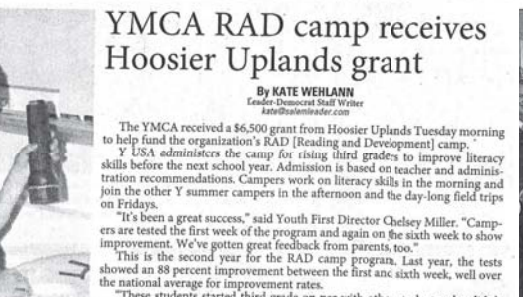 YMCA RAD camp receives
Hoosier Uplands grant
By KATE WEHLANN
Leader-Democrat Staff Writer
kate@salemleader.com
The YMCA received a $6,500 grant from Hoosier Uplands Tuesday morning
to help fund the organization's RAD [Reading and Development] camp.
Y USA administers the camp for rising third graders to improve literacy
skills before the next school year. Admission is based on teacher and adminis-
tration recommendations. Campers work on literacy skills in the morning and
join the other Y summer campers in the afternoon and the day-long field trips
on Fridays.
"It's been a great success," said Youth First Director Chelsey Miller. "Camp-
ers are tested the first week of the program and again on the sixth week to show
improvement. We've gotten great feedback from parents, too."
This is the second year for the RAD camp program. Last year, the tests
showed an 88 percent improvement between the first and sixth week, well over
the national average for improvement rates.
"These students started third grade on par with